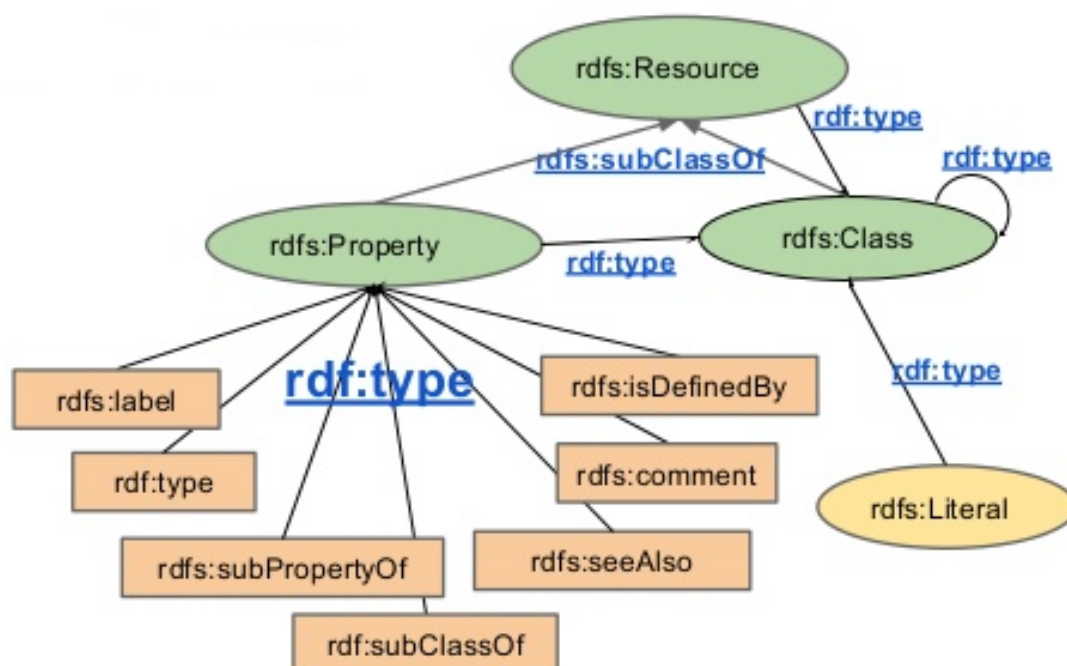 rdfs:Resource
rdf:type
rdfs:subClassOf
rdf:type
rdfs:Property
rdfs:Class
rdf:type
rdf:type
rdfs:label
rdfs:isDefinedBy
rdf:type
rdf:type
rdfs:comment
rdfs:Literal
rdfs:subPropertyOf
rdfs:seeAlso
rdf:subClassOf